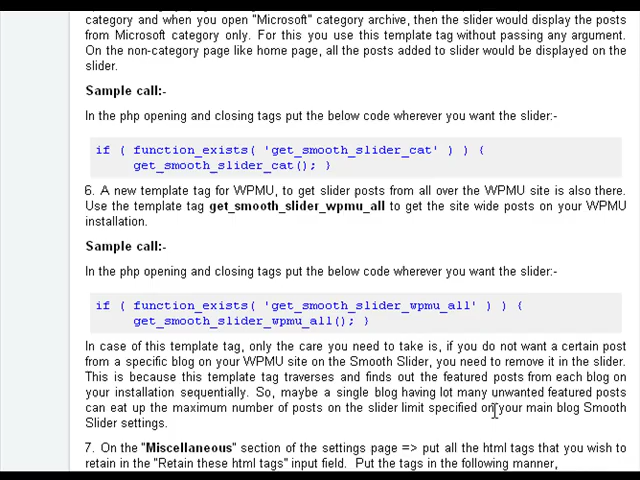 category and when you open "Microsoft" category archive, then the slider would display the posts
from Microsoft category only. For this you use this template tag without passing any argument.
On the non-category page like home page, all the posts added to slider would be displayed on the
slider.
Sample call:-
In the php opening and closing tags put the below code wherever you want the slider:-
if ( function_exists( 'get_smooth_slider_cat' ) ) {
get_smooth_slider_cat(); }
6. A new template tag for WPMU, to get slider posts from all over the WPMU site is also there.
Use the template tag get_smooth_slider_wpmu_all to get the site wide posts on your WPMU
installation.
Sample call:-
In the php opening and closing tags put the below code wherever you want the slider:-
if ( function_exists( 'get_smooth_slider_wpmu_all' ) ) {
get_smooth_slider_wpmu_all(); }
In case of this template tag, only the care you need to take is, if you do not want a certain post
from a specific blog on your WPMU site on the Smooth Slider, you need to remove it in the slider.
This is because this template tag traverses and finds out the featured posts from each blog on
your installation sequentially. So, maybe a single blog having lot many unwanted featured posts
can eat up the maximum number of posts on the slider limit specified on your main blog Smooth
Slider settings.
7. On the "Miscellaneous" section of the settings page => put all the html tags that you wish to
retain in the "Retain these html tags" input field. Put the tags in the following manner,